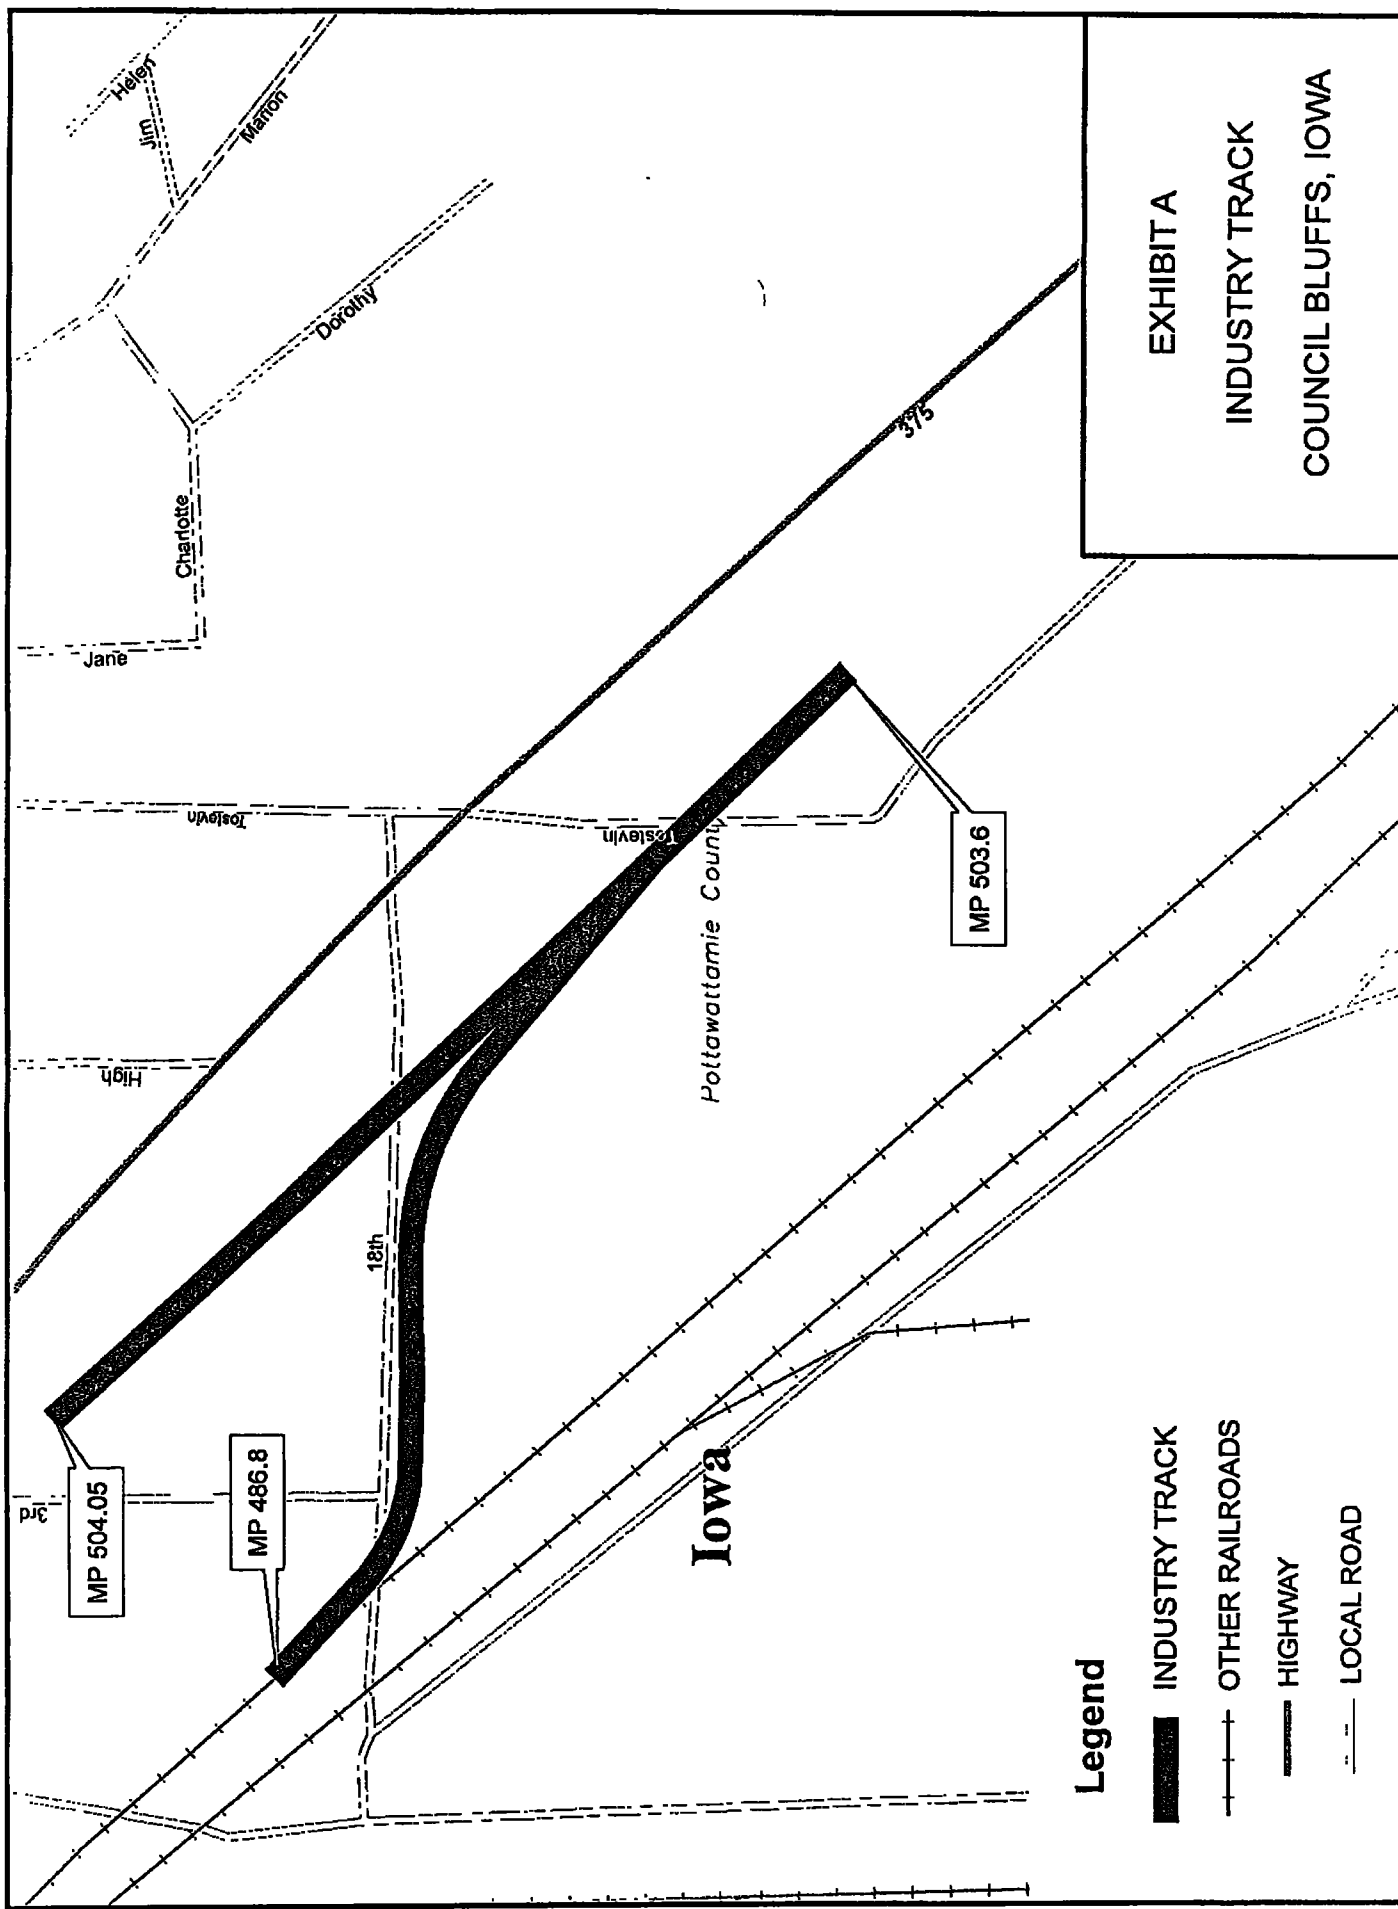 Helen
Jim
Marion
Dorothy
Charlotte
Jane
375
Tostevin
Tostevin
High
18th
3rd
Pottawattamie County
MP 504.05
MP 486.8
MP 503.6
Iowa
Legend
INDUSTRY TRACK
OTHER RAILROADS
HIGHWAY
LOCAL ROAD
EXHIBIT A
INDUSTRY TRACK
COUNCIL BLUFFS, IOWA